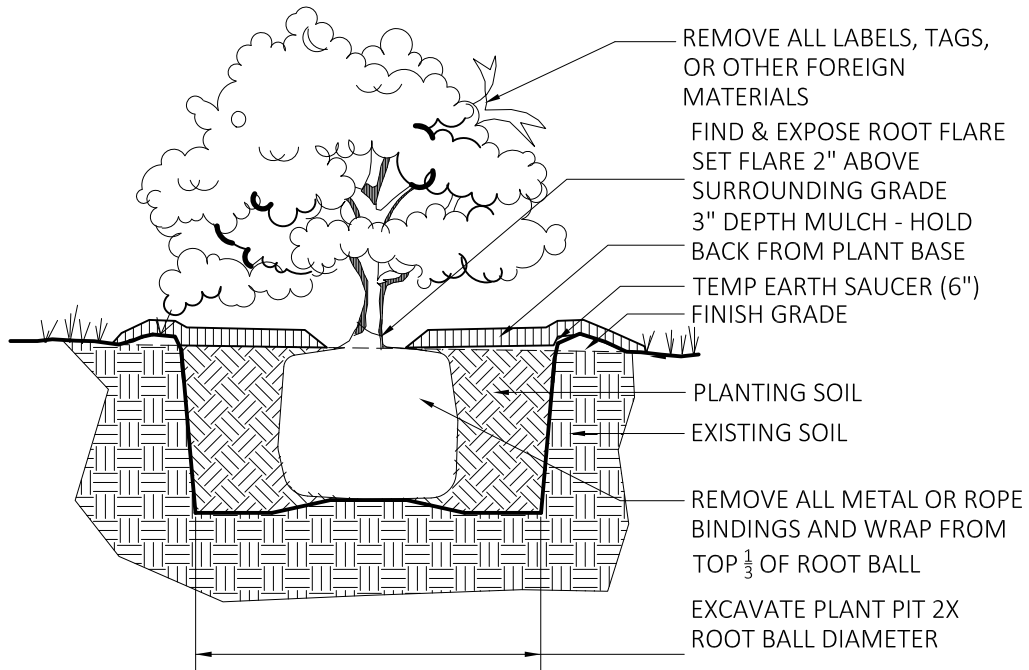 REMOVE ALL LABELS, TAGS,
OR OTHER FOREIGN
MATERIALS
FIND & EXPOSE ROOT FLARE
SET FLARE 2" ABOVE
SURROUNDING GRADE
3" DEPTH MULCH - HOLD
BACK FROM PLANT BASE
TEMP EARTH SAUCER (6")
FINISH GRADE
PLANTING SOIL
EXISTING SOIL
REMOVE ALL METAL OR ROPE
BINDINGS AND WRAP FROM
TOP 1/3 OF ROOT BALL
EXCAVATE PLANT PIT 2X
ROOT BALL DIAMETER